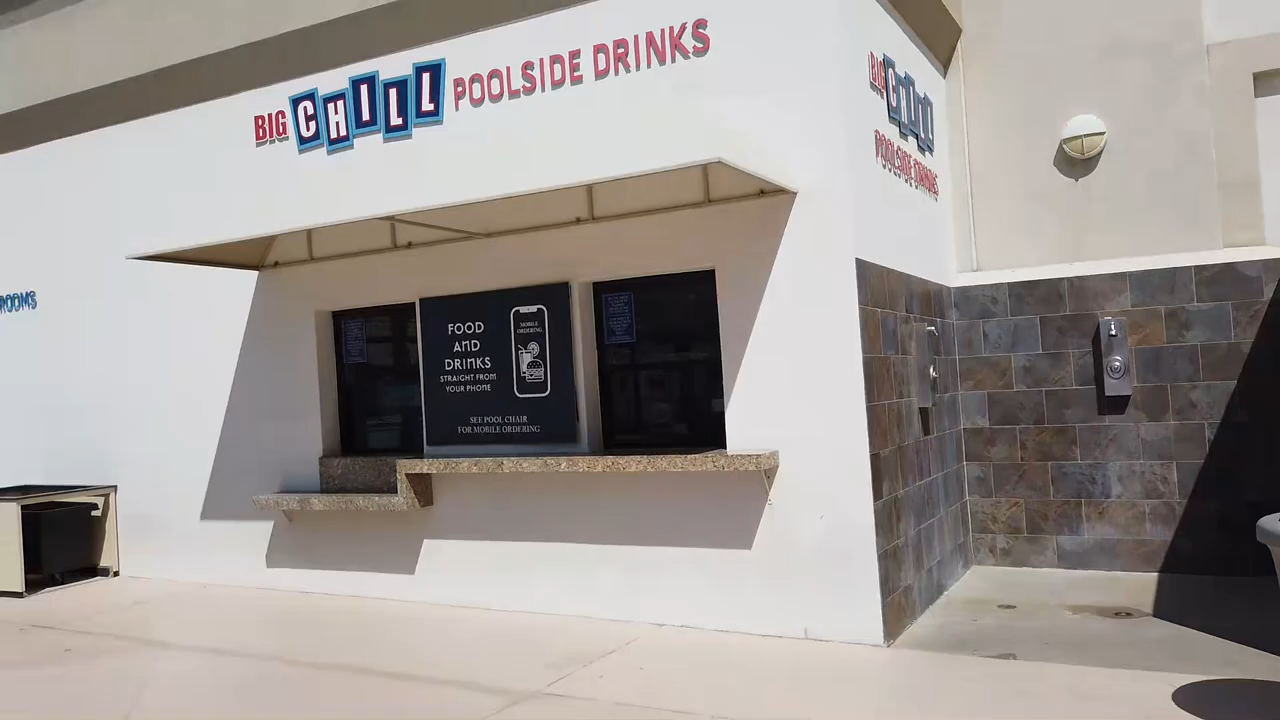 BIG CHILL POOLSIDE DRINKS
BIG CHILL
POOLSIDE DRINKS
ROOMS
FOOD
AND
DRINKS
STRAIGHT FROM
YOUR PHONE
MOBILE
ORDERING
SEE POOL CHAIR
FOR MOBILE ORDERING